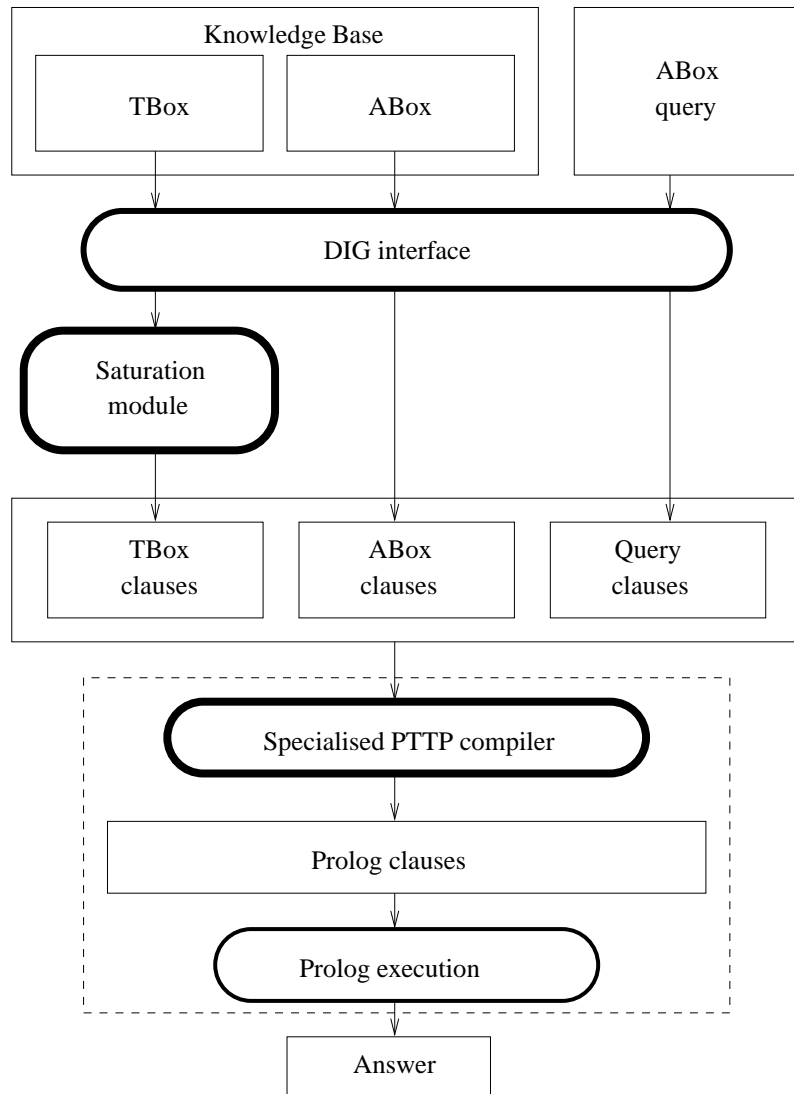 Knowledge Base
TBox
ABox
ABox
query
DIG interface
Saturation
module
TBox
clauses
ABox
clauses
Query
clauses
Specialised PTTP compiler
Prolog clauses
Prolog execution
Answer